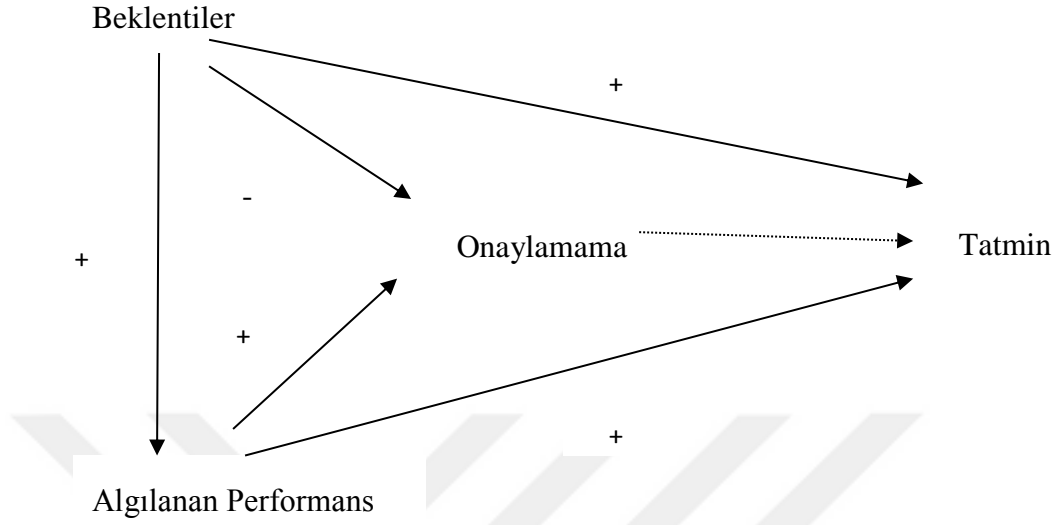 Beklentiler
+
-
Onaylamama
Tatmin
+
+
+
Algılanan Performans